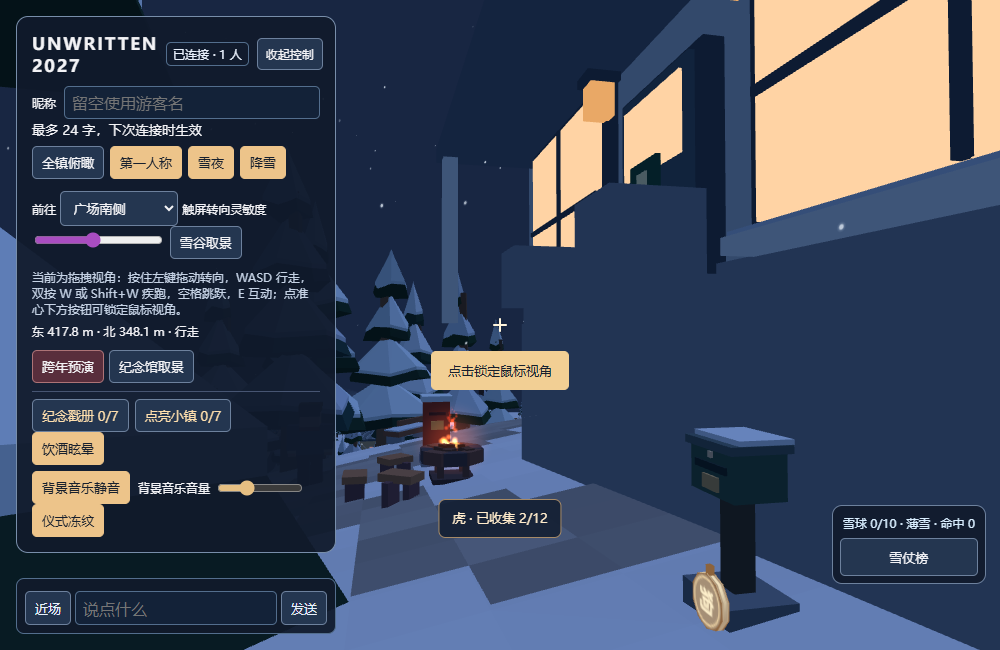 UNWRITTEN
2027
已连接 · 1 人
收起控制
昵称
留空使用游客名
最多 24 字，下次连接时生效
全镇俯瞰
第一人称
雪夜
降雪
前往
广场南侧
触屏转向灵敏度
雪谷取景
当前为拖拽视角：按住左键拖动转向，WASD 行走，
双按 W 或 Shift+W 疾跑，空格跳跃，E 互动；点准
心下方按钮可锁定鼠标视角。
东 417.8 m · 北 348.1 m · 行走
跨年预演
纪念馆取景
纪念戳册 0/7
点亮小镇 0/7
饮酒眩晕
背景音乐静音
背景音乐音量
仪式冻纹
近场
说点什么
发送
点击锁定鼠标视角
虎 · 已收集 2/12
雪球 0/10 · 薄雪 · 命中 0
雪仗榜